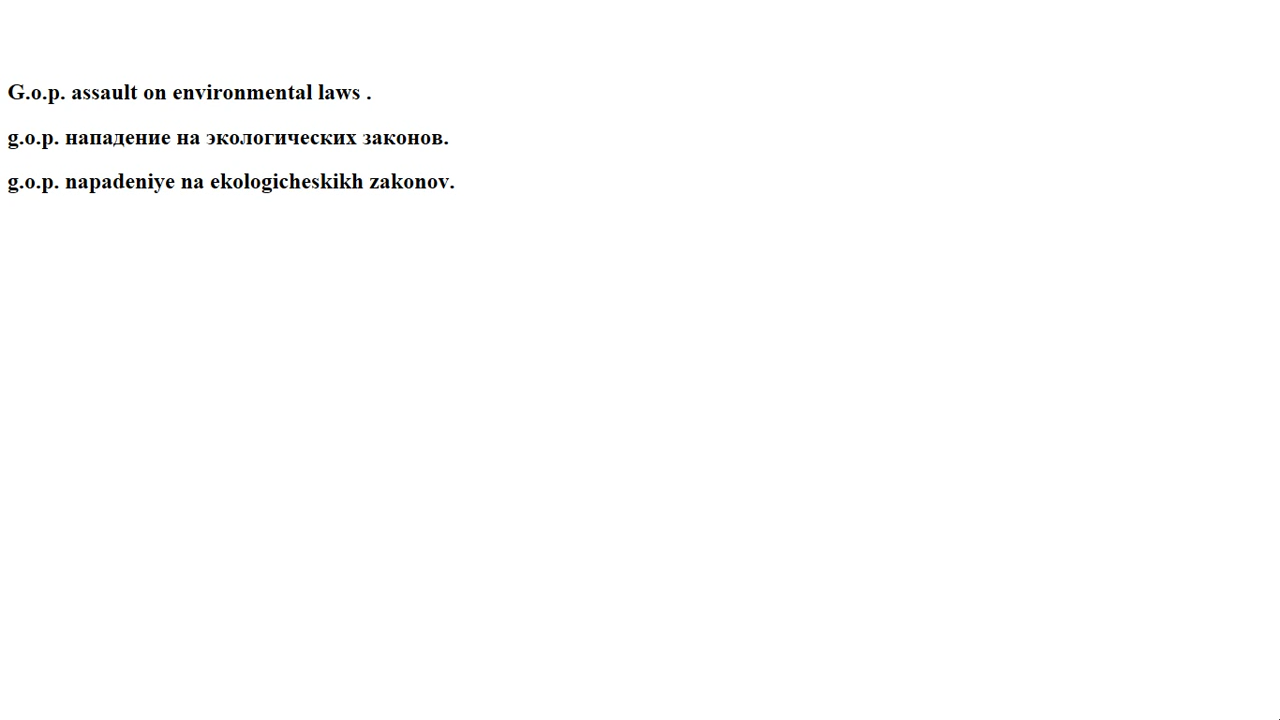 G.o.p. assault on environmental laws .
g.o.p. нападение на экологических законов.
g.o.p. napadeniye na ekologicheskikh zakonov.